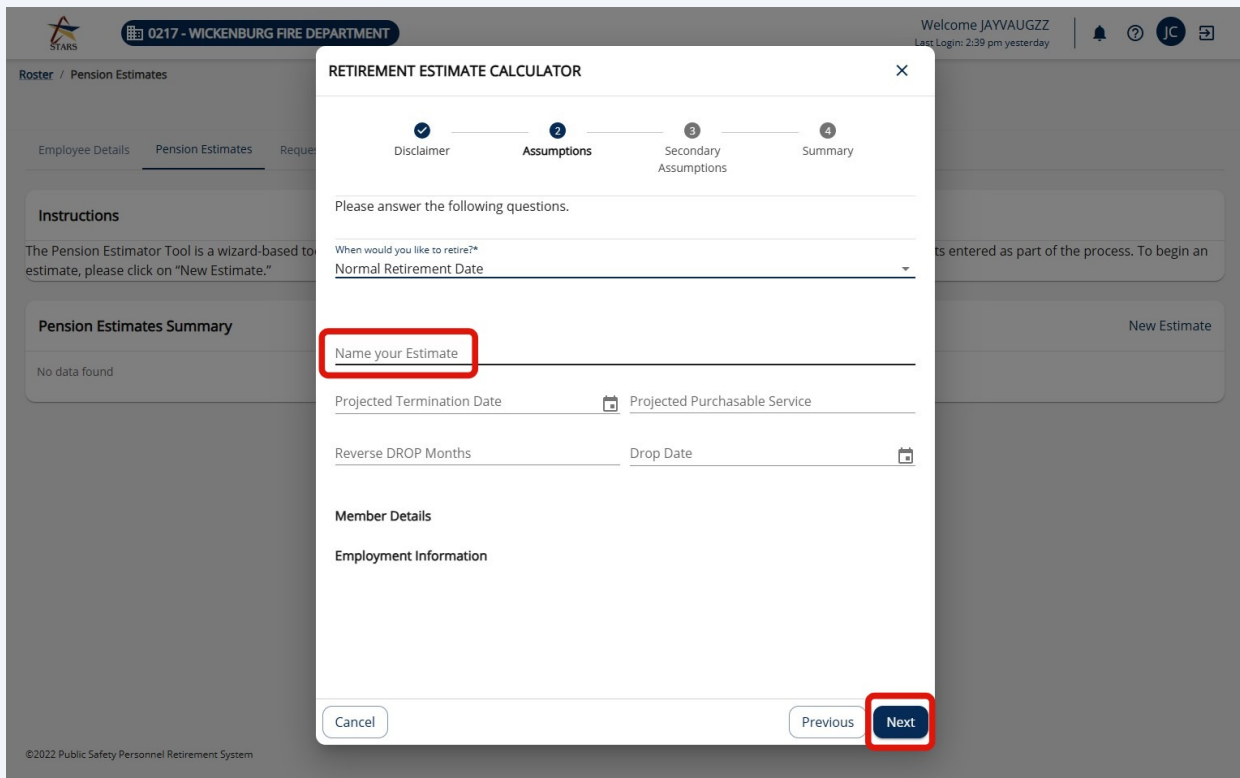 STARS
0217 - WICKENBURG FIRE DEPARTMENT
Welcome JAYVAUGZZ
Last Login: 2:39 pm yesterday
JC
Roster / Pension Estimates
Employee Details Pension Estimates Reques
Instructions
The Pension Estimator Tool is a wizard-based to
ts entered as part of the process. To begin an
estimate, please click on “New Estimate.”
Pension Estimates Summary
New Estimate
No data found
RETIREMENT ESTIMATE CALCULATOR
2 3 4
Disclaimer Assumptions Secondary Summary
Assumptions
Please answer the following questions.
When would you like to retire?*
Normal Retirement Date
Name your Estimate
Projected Termination Date Projected Purchasable Service
Reverse DROP Months Drop Date
Member Details
Employment Information
Cancel Previous Next
©2022 Public Safety Personnel Retirement System